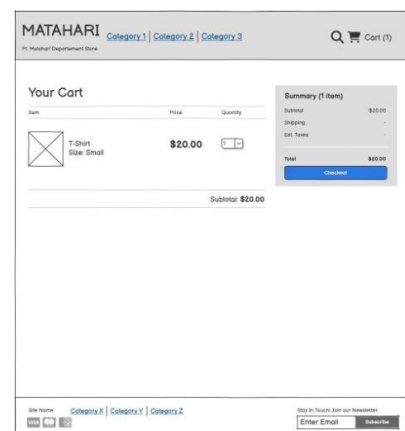 MATAHARI
Category 1 | Category 2 | Category 3
Cart (1)
Pt. Matahari Departement Store
Your Cart
Item Price Quantity
T-Shirt
Size: Small
$20.00
1
Subtotal: $20.00
Summary (1 item)
Subtotal $20.00
Shipping -
Est. Taxes -
Total $20.00
Checkout
Site Name
Category X | Category Y | Category Z
VISA
Stay In Touch! Join our Newsletter
Enter Email
Subscribe